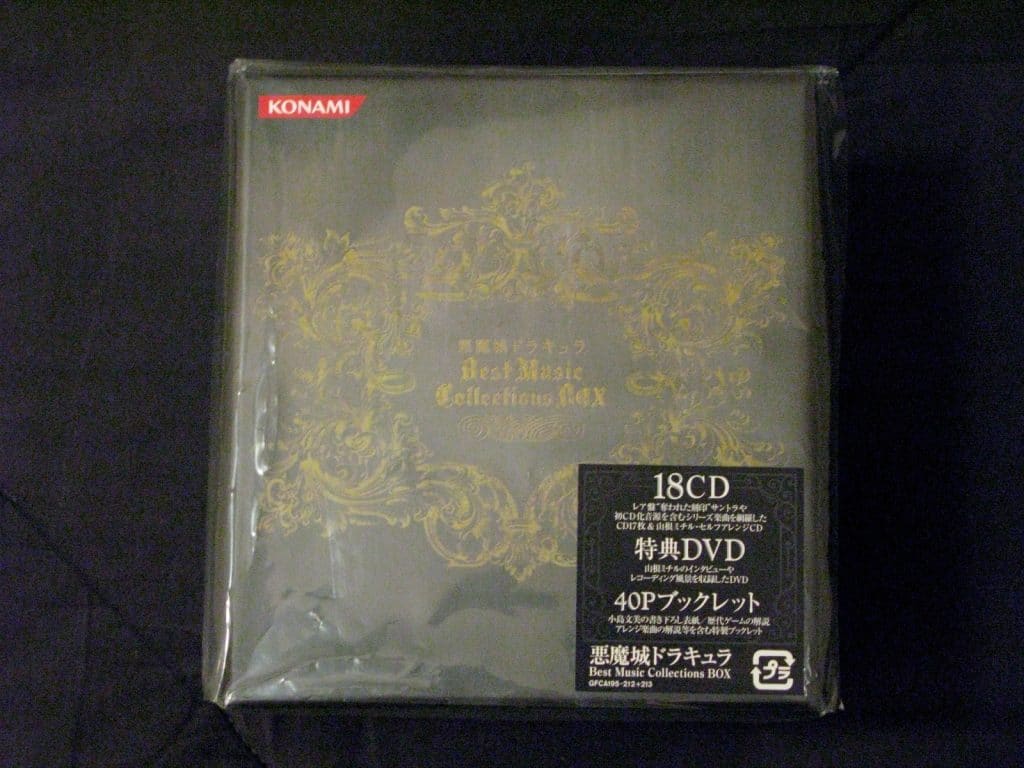 KONAMI
悪魔城ドラキュラ
Best Music
Collections BOX
18CD
レア盤"奪われた刻印"サントラや
初CD化音源を含むシリーズ楽曲を網羅した
CD17枚 & 山根ミチル・セルフアレンジCD
特典DVD
山根ミチルのインタビューや
レコーディング風景を収録したDVD
40Pブックレット
小島文美の書き下ろし表紙／歴代ゲームの解説
アレンジ楽曲の解説等を含む特製ブックレット
悪魔城ドラキュラ
Best Music Collections BOX
GFCA195-212+213
プラ